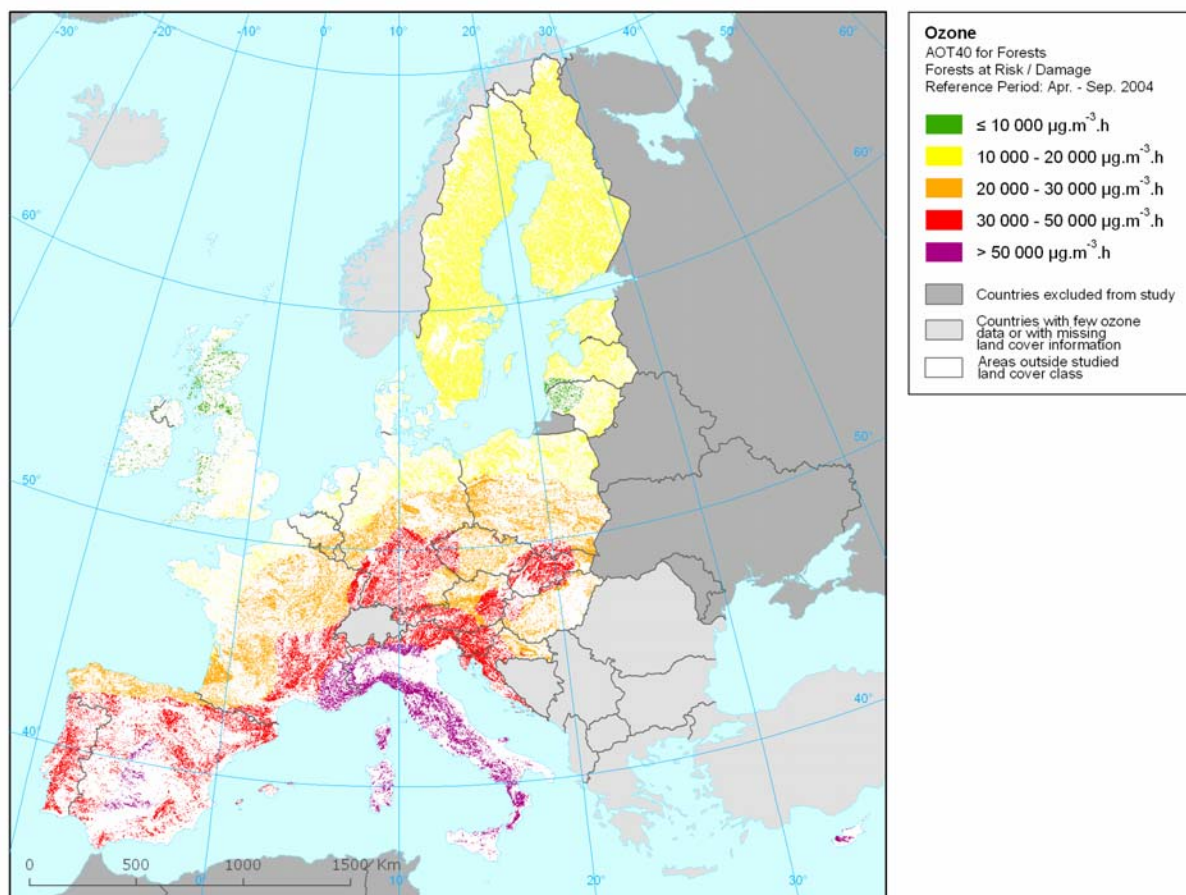 -30° -20° -10° 0° 10° 20° 30° 40° 50° 60°
60°
60°
50°
50°
40°
40°
0 500 1000 1500 Km
0° 10° 20° 30°
Ozone
AOT40 for Forests
Forests at Risk / Damage
Reference Period: Apr. - Sep. 2004
≤ 10 000 µg.m⁻³.h
10 000 - 20 000 µg.m⁻³.h
20 000 - 30 000 µg.m⁻³.h
30 000 - 50 000 µg.m⁻³.h
> 50 000 µg.m⁻³.h
Countries excluded from study
Countries with few ozone
data or with missing
land cover information
Areas outside studied
land cover class